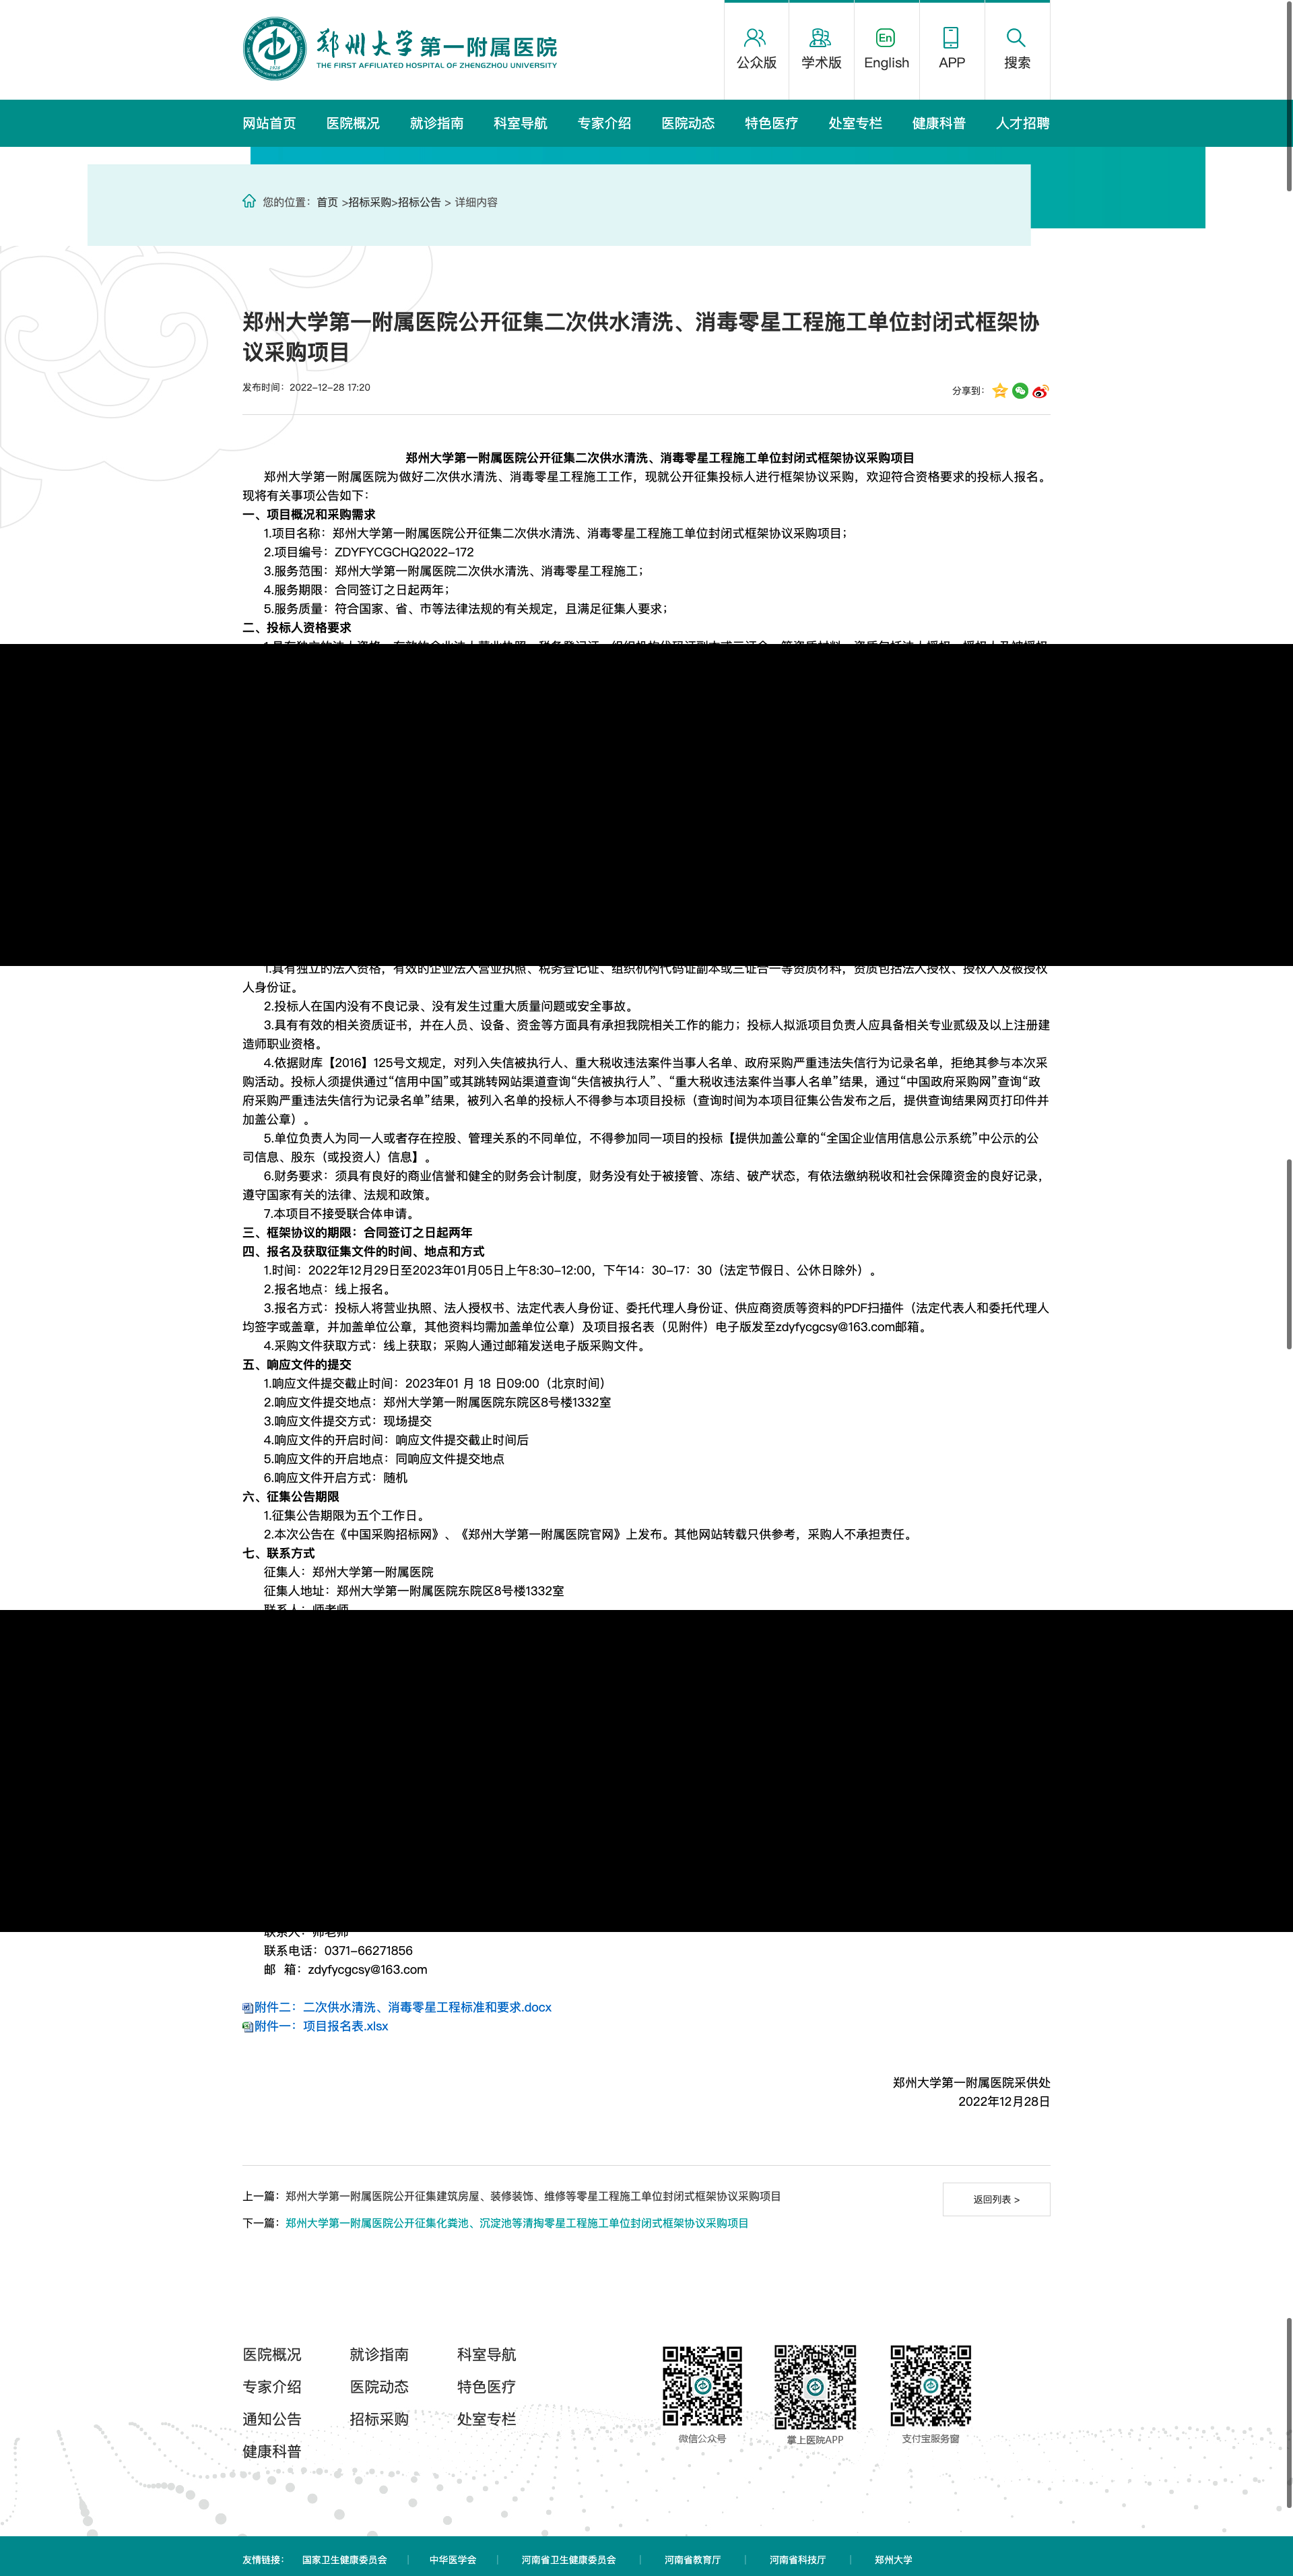 郑州大学第一附属医院
THE FIRST AFFILIATED HOSPITAL OF ZHENGZHOU UNIVERSITY
公众版
学术版
En
English
APP
搜索
网站首页
医院概况
就诊指南
科室导航
专家介绍
医院动态
特色医疗
处室专栏
健康科普
人才招聘
您的位置：首页 >招标采购>招标公告 > 详细内容
郑州大学第一附属医院公开征集二次供水清洗、消毒零星工程施工单位封闭式框架协
议采购项目
发布时间：2022-12-28 17:20
分享到：
郑州大学第一附属医院公开征集二次供水清洗、消毒零星工程施工单位封闭式框架协议采购项目
郑州大学第一附属医院为做好二次供水清洗、消毒零星工程施工工作，现就公开征集投标人进行框架协议采购，欢迎符合资格要求的投标人报名。
现将有关事项公告如下：
一、项目概况和采购需求
1.项目名称：郑州大学第一附属医院公开征集二次供水清洗、消毒零星工程施工单位封闭式框架协议采购项目；
2.项目编号：ZDYFYCGCHQ2022-172
3.服务范围：郑州大学第一附属医院二次供水清洗、消毒零星工程施工；
4.服务期限：合同签订之日起两年；
5.服务质量：符合国家、省、市等法律法规的有关规定，且满足征集人要求；
二、投标人资格要求
1.具有独立的法人资格，有效的企业法人营业执照、税务登记证、组织机构代码证副本或三证合一等资质材料，资质包括法人授权、授权人及被授权
人身份证。
2.投标人在国内没有不良记录、没有发生过重大质量问题或安全事故。
3.具有有效的相关资质证书，并在人员、设备、资金等方面具有承担我院相关工作的能力；投标人拟派项目负责人应具备相关专业贰级及以上注册建
造师职业资格。
4.依据财库【2016】125号文规定，对列入失信被执行人、重大税收违法案件当事人名单、政府采购严重违法失信行为记录名单，拒绝其参与本次采
购活动。投标人须提供通过“信用中国”或其跳转网站渠道查询“失信被执行人”、“重大税收违法案件当事人名单”结果，通过“中国政府采购网”查询“政
府采购严重违法失信行为记录名单”结果，被列入名单的投标人不得参与本项目投标（查询时间为本项目征集公告发布之后，提供查询结果网页打印件并
加盖公章）。
5.单位负责人为同一人或者存在控股、管理关系的不同单位，不得参加同一项目的投标【提供加盖公章的“全国企业信用信息公示系统”中公示的公
司信息、股东（或投资人）信息】。
6.财务要求：须具有良好的商业信誉和健全的财务会计制度，财务没有处于被接管、冻结、破产状态，有依法缴纳税收和社会保障资金的良好记录，
遵守国家有关的法律、法规和政策。
7.本项目不接受联合体申请。
三、框架协议的期限：合同签订之日起两年
四、报名及获取征集文件的时间、地点和方式
1.时间：2022年12月29日至2023年01月05日上午8:30-12:00，下午14：30-17：30（法定节假日、公休日除外）。
2.报名地点：线上报名。
3.报名方式：投标人将营业执照、法人授权书、法定代表人身份证、委托代理人身份证、供应商资质等资料的PDF扫描件（法定代表人和委托代理人
均签字或盖章，并加盖单位公章，其他资料均需加盖单位公章）及项目报名表（见附件）电子版发至zdyfycgcsy@163.com邮箱。
4.采购文件获取方式：线上获取；采购人通过邮箱发送电子版采购文件。
五、响应文件的提交
1.响应文件提交截止时间：2023年01 月 18 日09:00（北京时间）
2.响应文件提交地点：郑州大学第一附属医院东院区8号楼1332室
3.响应文件提交方式：现场提交
4.响应文件的开启时间：响应文件提交截止时间后
5.响应文件的开启地点：同响应文件提交地点
6.响应文件开启方式：随机
六、征集公告期限
1.征集公告期限为五个工作日。
2.本次公告在《中国采购招标网》、《郑州大学第一附属医院官网》上发布。其他网站转载只供参考，采购人不承担责任。
七、联系方式
征集人：郑州大学第一附属医院
征集人地址：郑州大学第一附属医院东院区8号楼1332室
联系人：师老师
联系电话：0371-66271856
邮 箱：zdyfycgcsy@163.com
附件二：二次供水清洗、消毒零星工程标准和要求.docx
附件一：项目报名表.xlsx
郑州大学第一附属医院采供处
2022年12月28日
上一篇：郑州大学第一附属医院公开征集建筑房屋、装修装饰、维修等零星工程施工单位封闭式框架协议采购项目
返回列表 >
下一篇：郑州大学第一附属医院公开征集化粪池、沉淀池等清掏零星工程施工单位封闭式框架协议采购项目
医院概况
就诊指南
科室导航
专家介绍
医院动态
特色医疗
通知公告
招标采购
处室专栏
健康科普
微信公众号
掌上医院APP
支付宝服务窗
友情链接：
国家卫生健康委员会
中华医学会
河南省卫生健康委员会
河南省教育厅
河南省科技厅
郑州大学